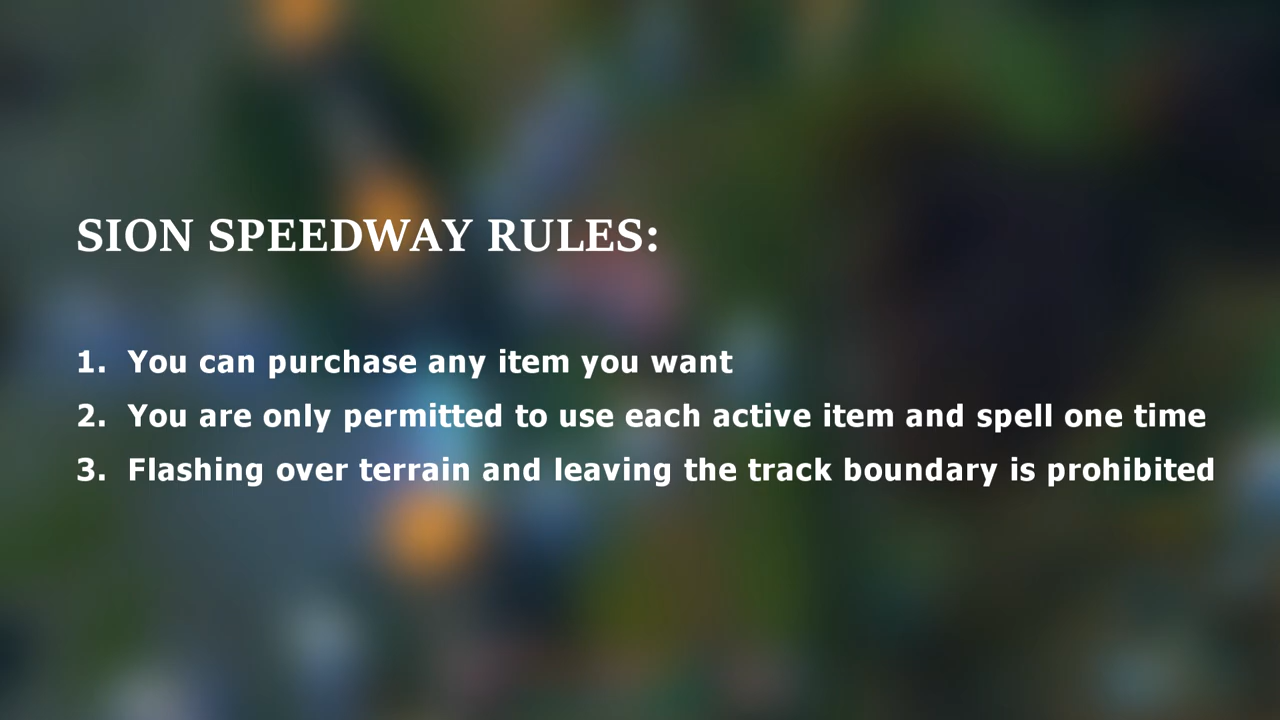 SION SPEEDWAY RULES:
1. You can purchase any item you want
2. You are only permitted to use each active item and spell one time
3. Flashing over terrain and leaving the track boundary is prohibited